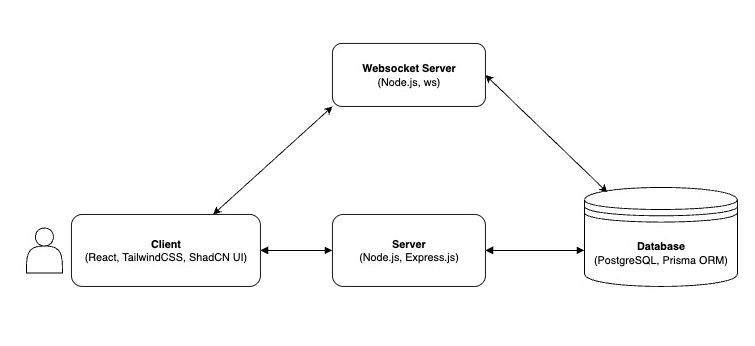 Websocket Server
(Node.js, ws)
Client
(React, TailwindCSS, ShadCN UI)
Server
(Node.js, Express.js)
Database
(PostgreSQL, Prisma ORM)